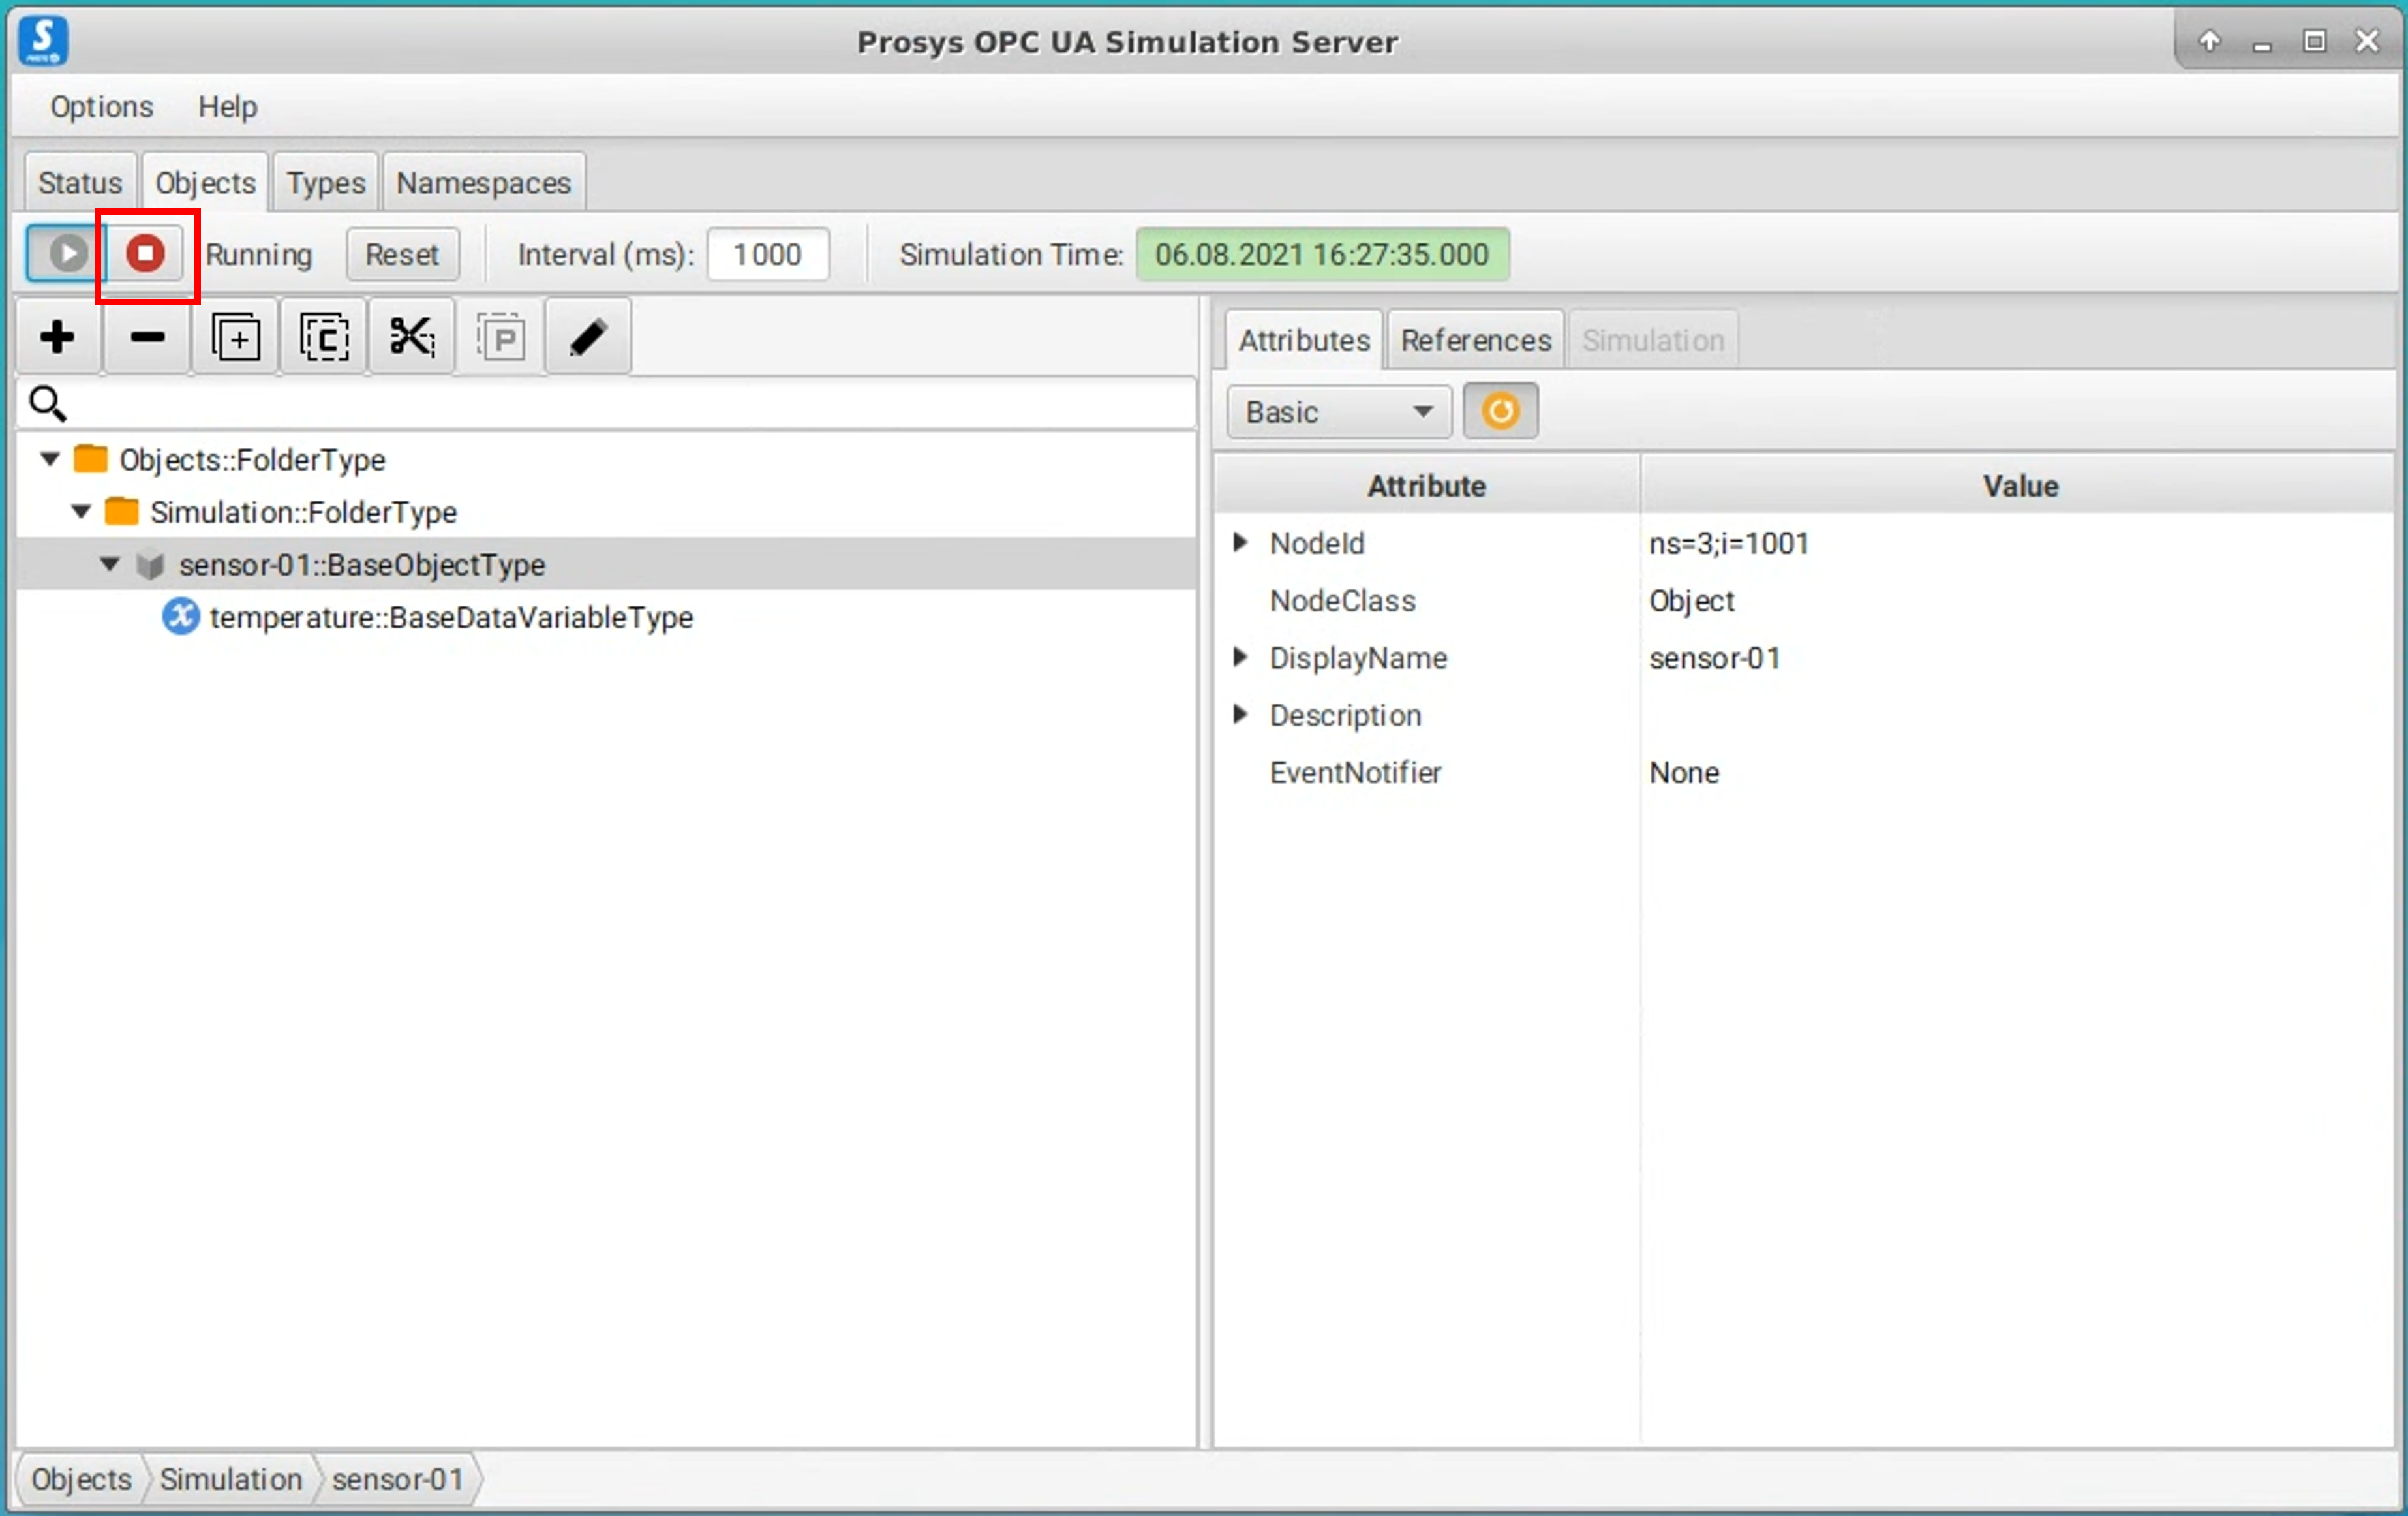 Prosys OPC UA Simulation Server
Options Help
Status Objects Types Namespaces
Running Reset Interval (ms): 1000 Simulation Time: 06.08.2021 16:27:35.000
C P
Attributes References Simulation
Basic
Objects::FolderType
Simulation::FolderType
sensor-01::BaseObjectType
temperature::BaseDataVariableType
Attribute Value
NodeId ns=3;i=1001
NodeClass Object
DisplayName sensor-01
Description
EventNotifier None
Objects Simulation sensor-01